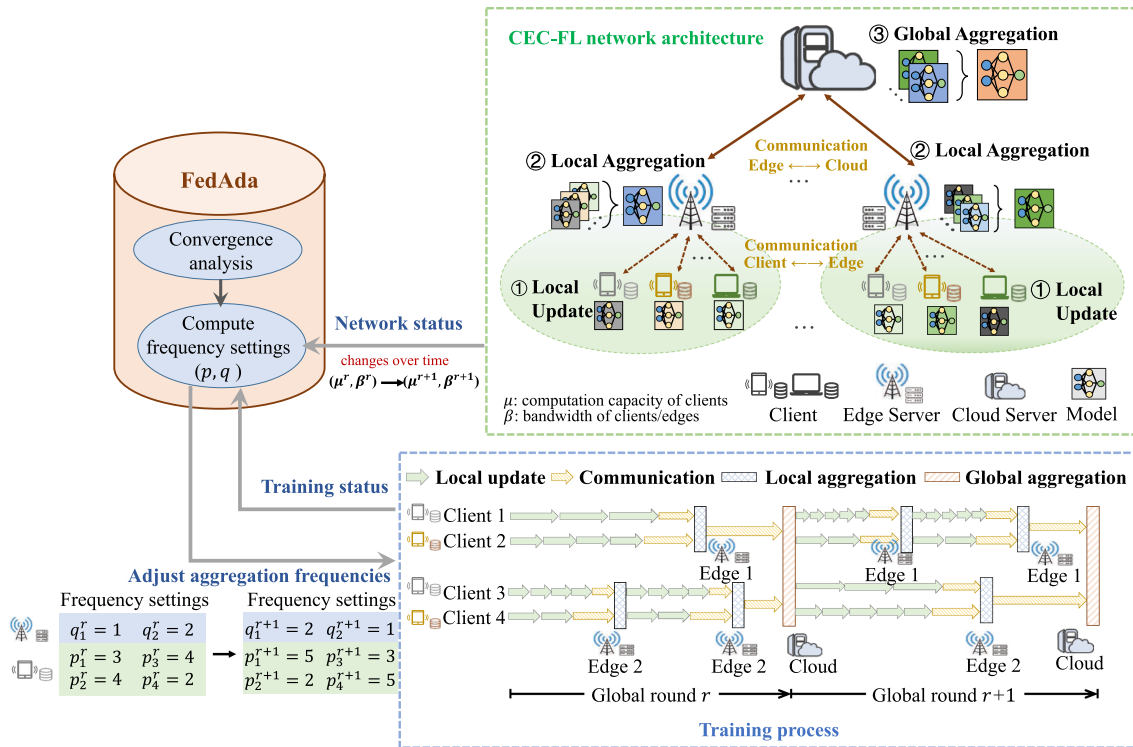 CEC-FL network architecture
③ Global Aggregation
Communication
Edge ←→ Cloud
...
② Local Aggregation
② Local Aggregation
Communication
Client ←→ Edge
...
...
① Local
Update
① Local
Update
...
μ: computation capacity of clients
β: bandwidth of clients/edges
Client
Edge Server
Cloud Server
Model
FedAda
Convergence
analysis
Compute
frequency settings
(p, q )
Network status
changes over time
(μ^r, β^r) → (μ^{r+1}, β^{r+1})
Training status
Adjust aggregation frequencies
Frequency settings
q_1^r = 1 q_2^r = 2
p_1^r = 3 p_3^r = 4
p_2^r = 4 p_4^r = 2
Frequency settings
q_1^{r+1} = 2 q_2^{r+1} = 1
p_1^{r+1} = 5 p_3^{r+1} = 3
p_2^{r+1} = 2 p_4^{r+1} = 5
Local update
Communication
Local aggregation
Global aggregation
Client 1
Client 2
Edge 1
Edge 1
Edge 1
Client 3
Client 4
Edge 2
Edge 2
Cloud
Edge 2
Cloud
Global round r
Global round r+1
Training process